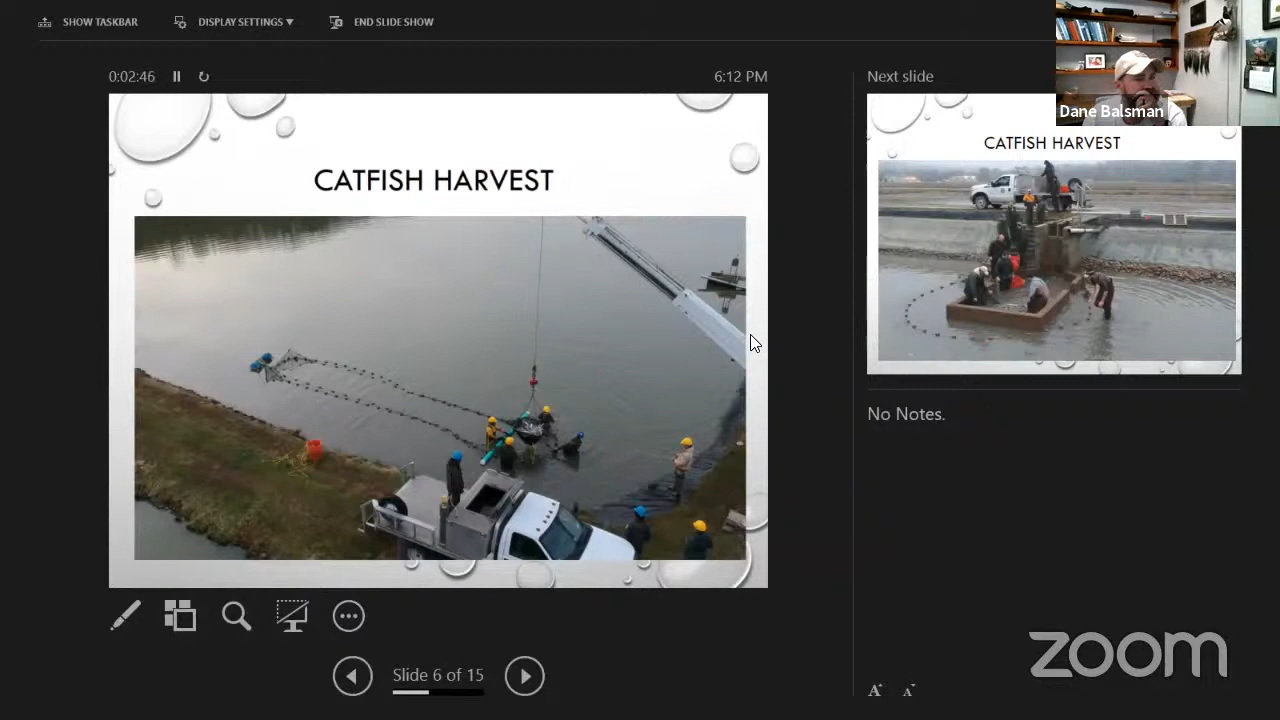 SHOW TASKBAR
DISPLAY SETTINGS ▼
END SLIDE SHOW
0:02:46
6:12 PM
Next slide
Dane Balsman
CATFISH HARVEST
CATFISH HARVEST
No Notes.
Slide 6 of 15
A A
zoom